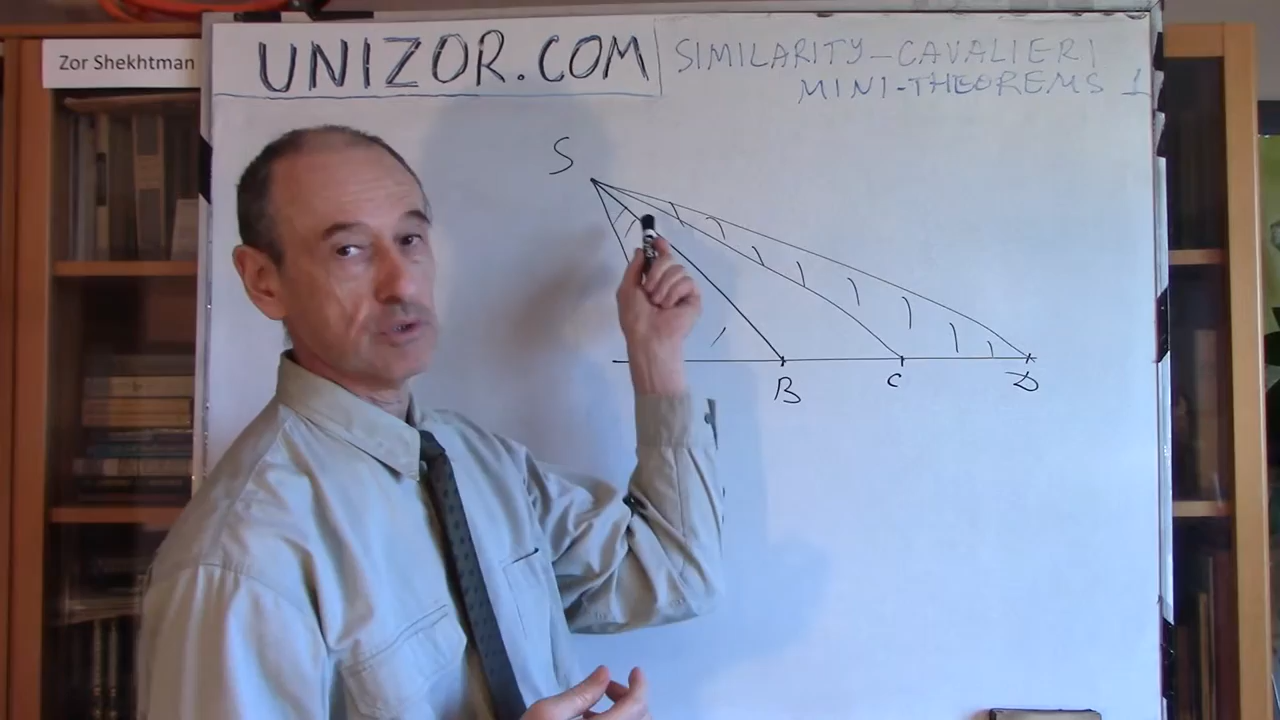 Zor Shekhtman
UNIZOR.COM
SIMILARITY-CAVALIERI
MINI-THEOREMS 1
S
B C D